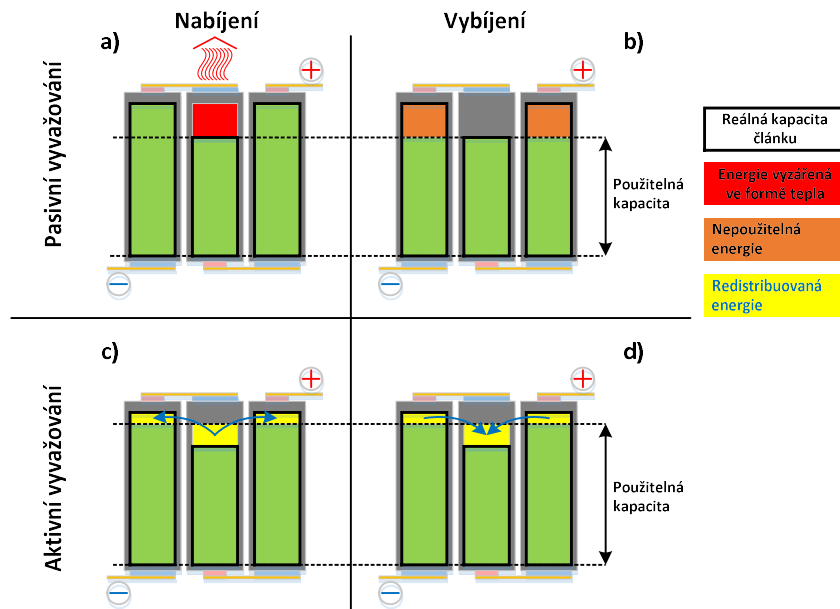 Nabíjení
Vybíjení
a)
b)
Pasivní vyvažování
Použitelná
kapacita
Reálná kapacita
článku
Energie vyzářená
ve formě tepla
Nepoužitelná
energie
Redistribuovaná
energie
c)
d)
Aktivní vyvažování
Použitelná
kapacita